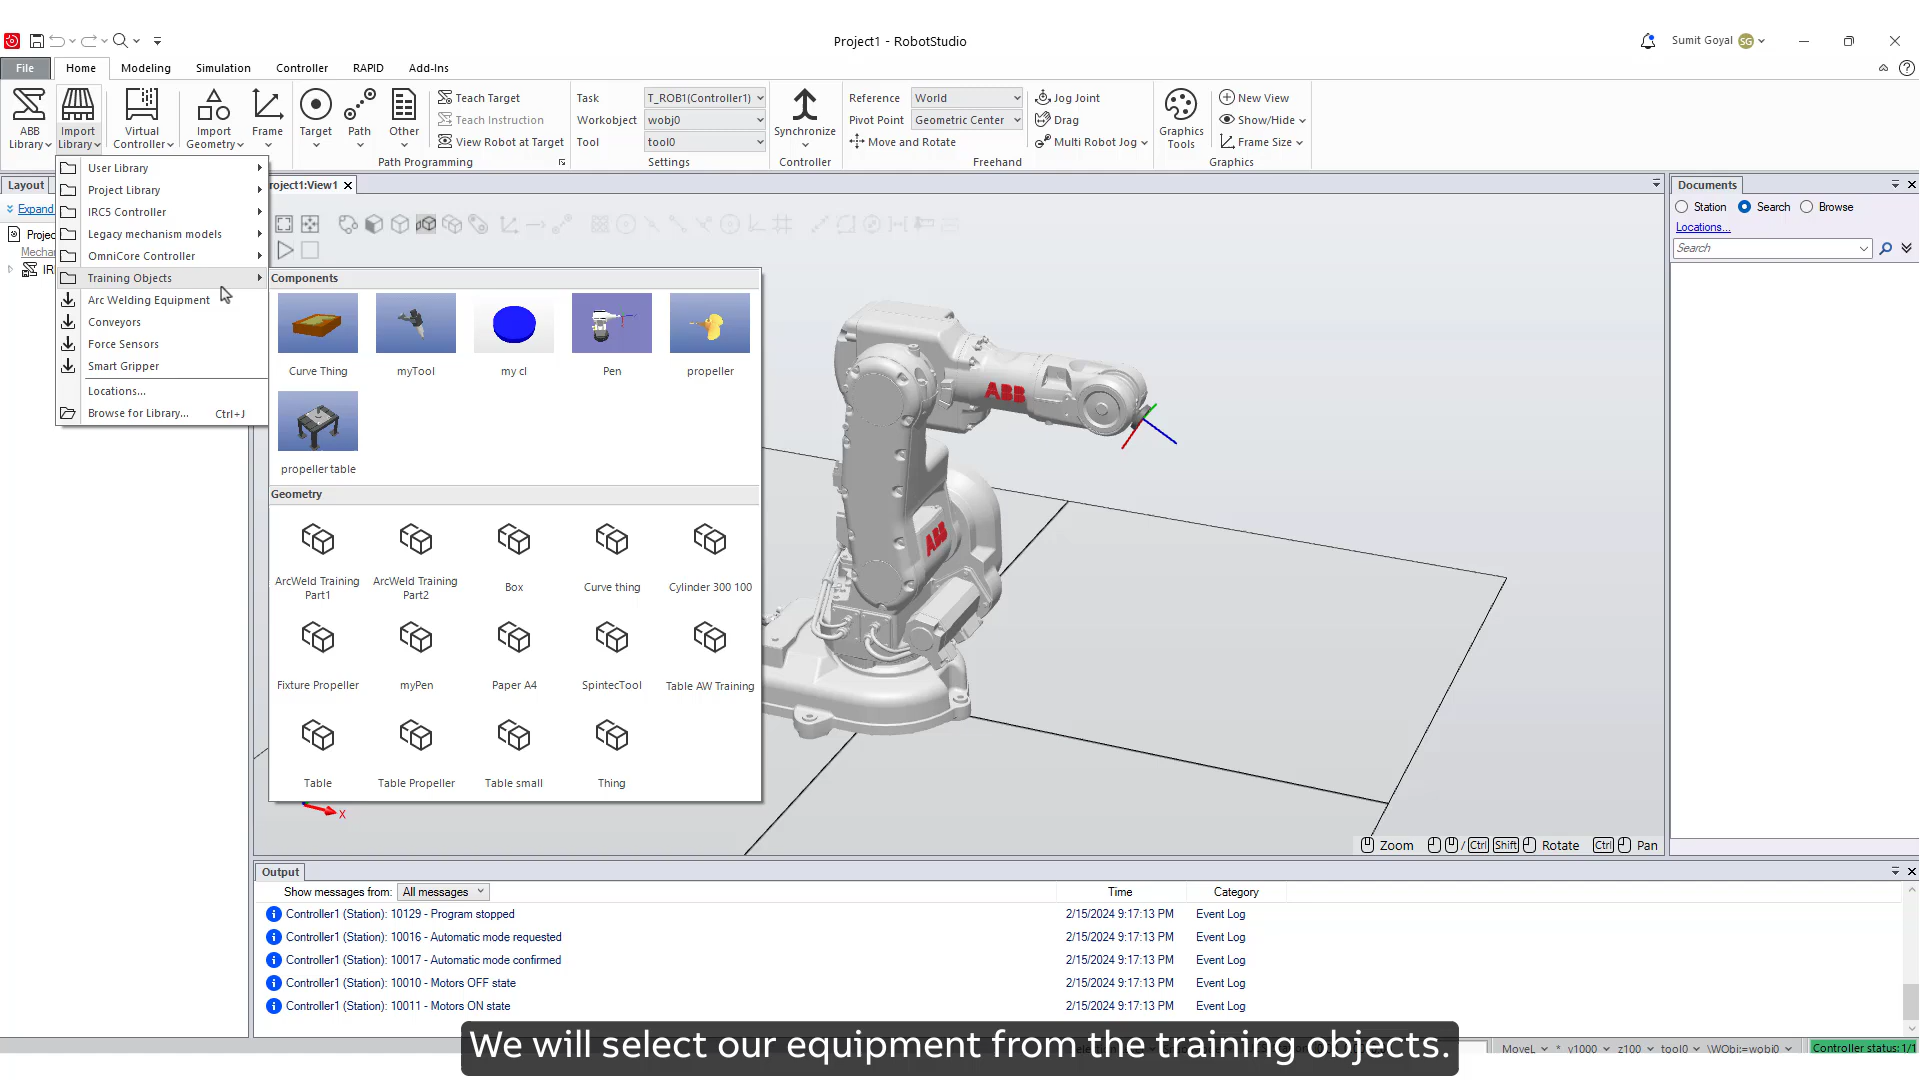 Project1 - RobotStudio
Sumit Goyal SG
File Home Modeling Simulation Controller RAPID Add-Ins
ABB Library
Import Library
Virtual Controller
Import Geometry
Frame
Target
Path
Other
Teach Target
Teach Instruction
View Robot at Target
Path Programming
Task T_ROB1(Controller1)
Workobject wobj0
Tool tool0
Settings
Synchronize
Controller
Reference World
Pivot Point Geometric Center
Move and Rotate
Jog Joint
Drag
Multi Robot Jog
Freehand
Graphics Tools
New View
Show/Hide
Frame Size
Graphics
Layout
Expand
Projec
Mechar
IR
User Library
Project Library
IRC5 Controller
Legacy mechanism models
OmniCore Controller
Training Objects
Arc Welding Equipment
Conveyors
Force Sensors
Smart Gripper
Locations...
Browse for Library... Ctrl+J
roject1:View1
Components
Curve Thing
myTool
my cl
Pen
propeller
propeller table
Geometry
ArcWeld Training Part1
ArcWeld Training Part2
Box
Curve thing
Cylinder 300 100
Fixture Propeller
myPen
Paper A4
SpintecTool
Table AW Training
Table
Table Propeller
Table small
Thing
ABB
ABB
X
Zoom / Ctrl Shift Rotate Ctrl Pan
Documents
Station Search Browse
Locations...
Search
Output
Show messages from: All messages Time Category
Controller1 (Station): 10129 - Program stopped 2/15/2024 9:17:13 PM Event Log
Controller1 (Station): 10016 - Automatic mode requested 2/15/2024 9:17:13 PM Event Log
Controller1 (Station): 10017 - Automatic mode confirmed 2/15/2024 9:17:13 PM Event Log
Controller1 (Station): 10010 - Motors OFF state 2/15/2024 9:17:13 PM Event Log
Controller1 (Station): 10011 - Motors ON state 2/15/2024 9:17:13 PM Event Log
We will select our equipment from the training objects.
MoveL * v1000 z100 tool0 \WObj:=wobj0 Controller status: 1/1